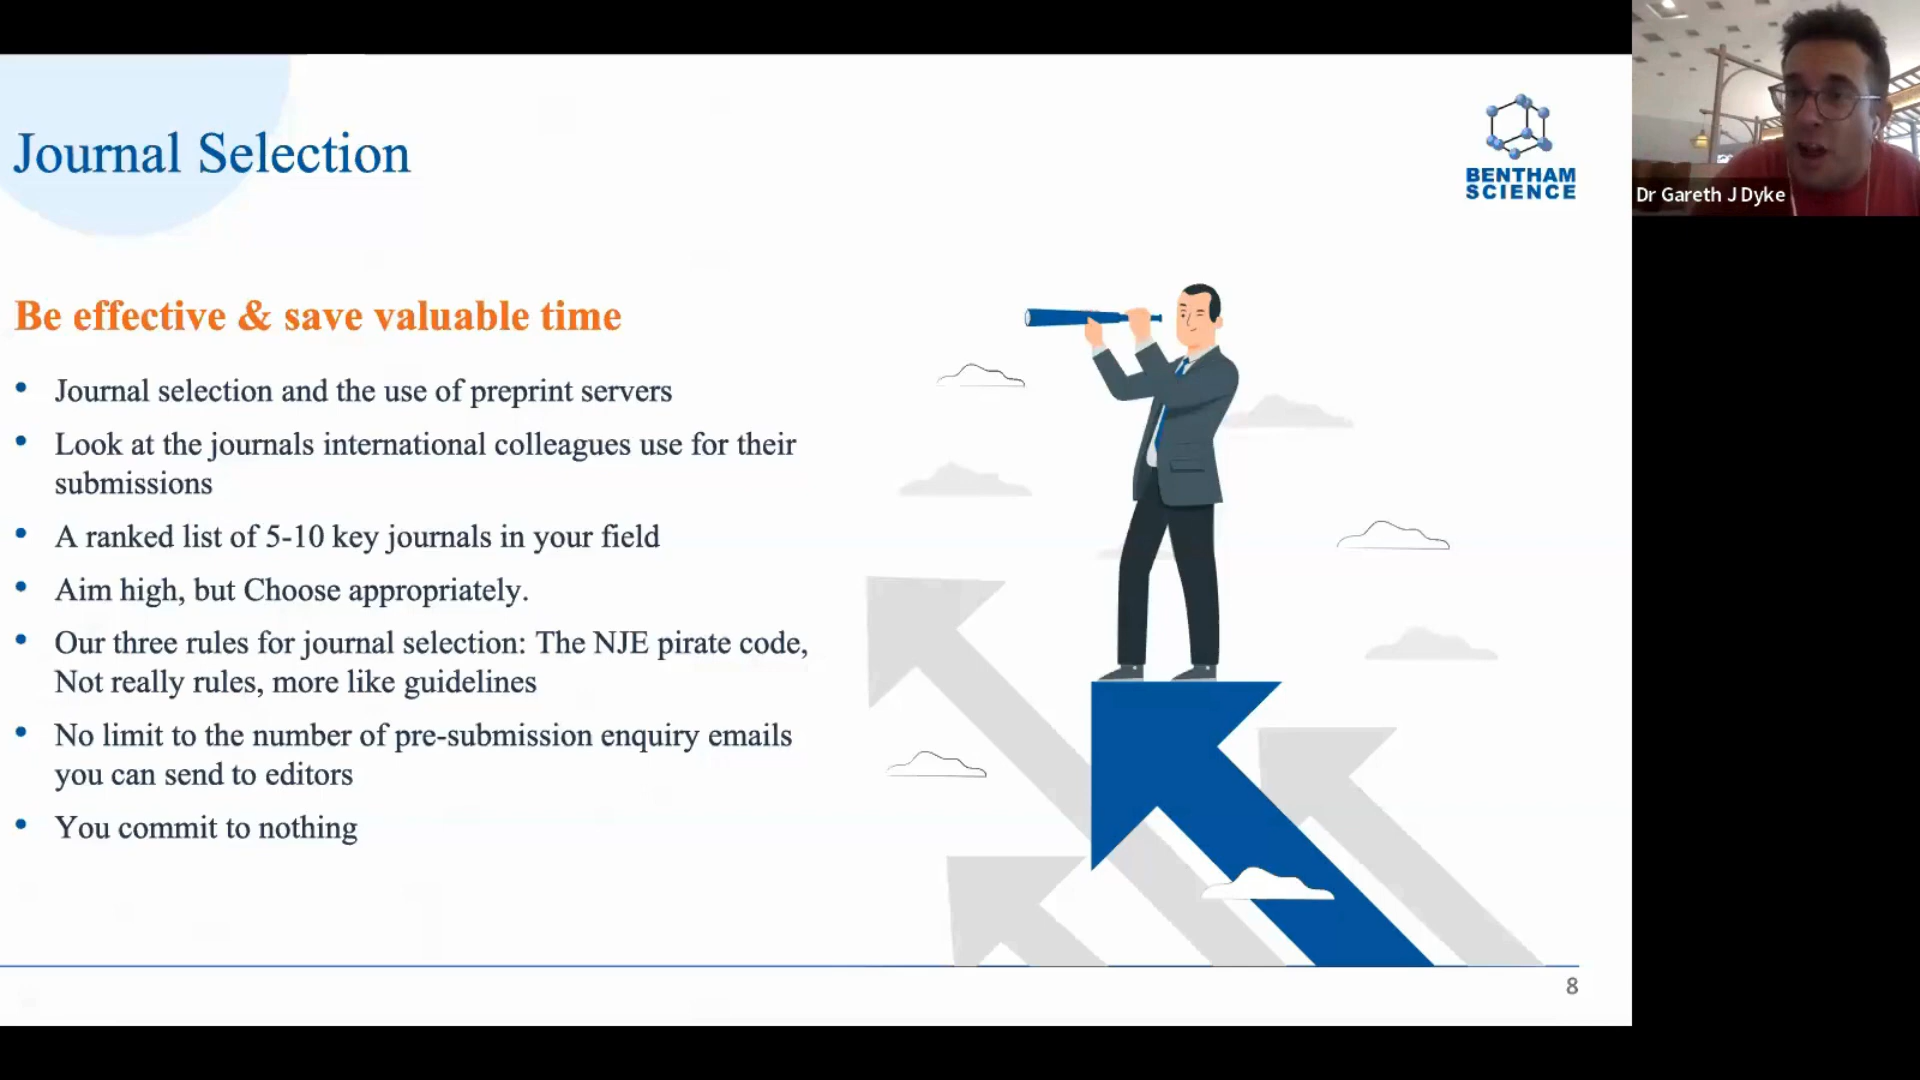 Journal Selection
BENTHAM
SCIENCE
Dr Gareth J Dyke
Be effective & save valuable time
• Journal selection and the use of preprint servers
• Look at the journals international colleagues use for their
submissions
• A ranked list of 5-10 key journals in your field
• Aim high, but Choose appropriately.
• Our three rules for journal selection: The NJE pirate code,
Not really rules, more like guidelines
• No limit to the number of pre-submission enquiry emails
you can send to editors
• You commit to nothing
8